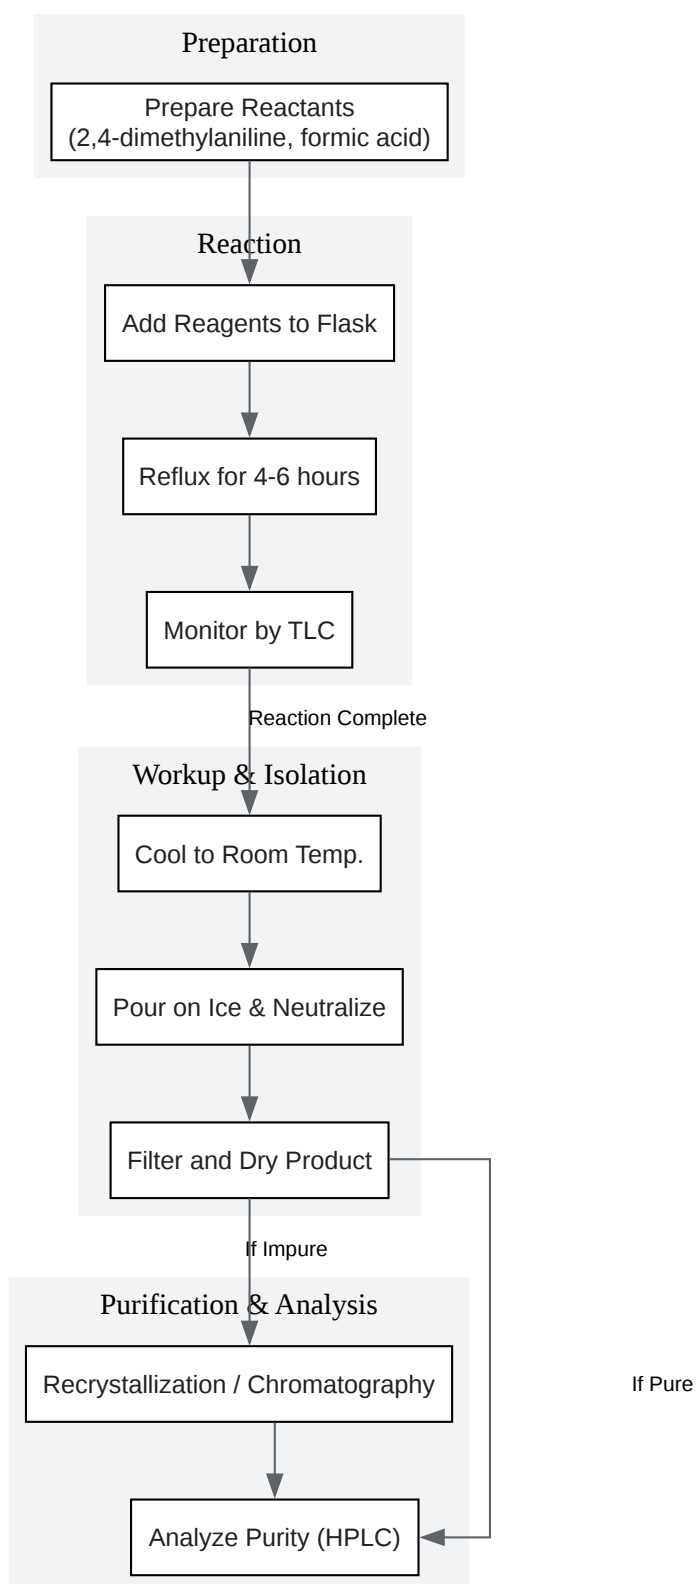 Preparation
Prepare Reactants
(2,4-dimethylaniline, formic acid)
Reaction
Add Reagents to Flask
Reflux for 4-6 hours
Monitor by TLC
Reaction Complete
Workup & Isolation
Cool to Room Temp.
Pour on Ice & Neutralize
Filter and Dry Product
If Impure
Purification & Analysis
Recrystallization / Chromatography
If Pure
Analyze Purity (HPLC)